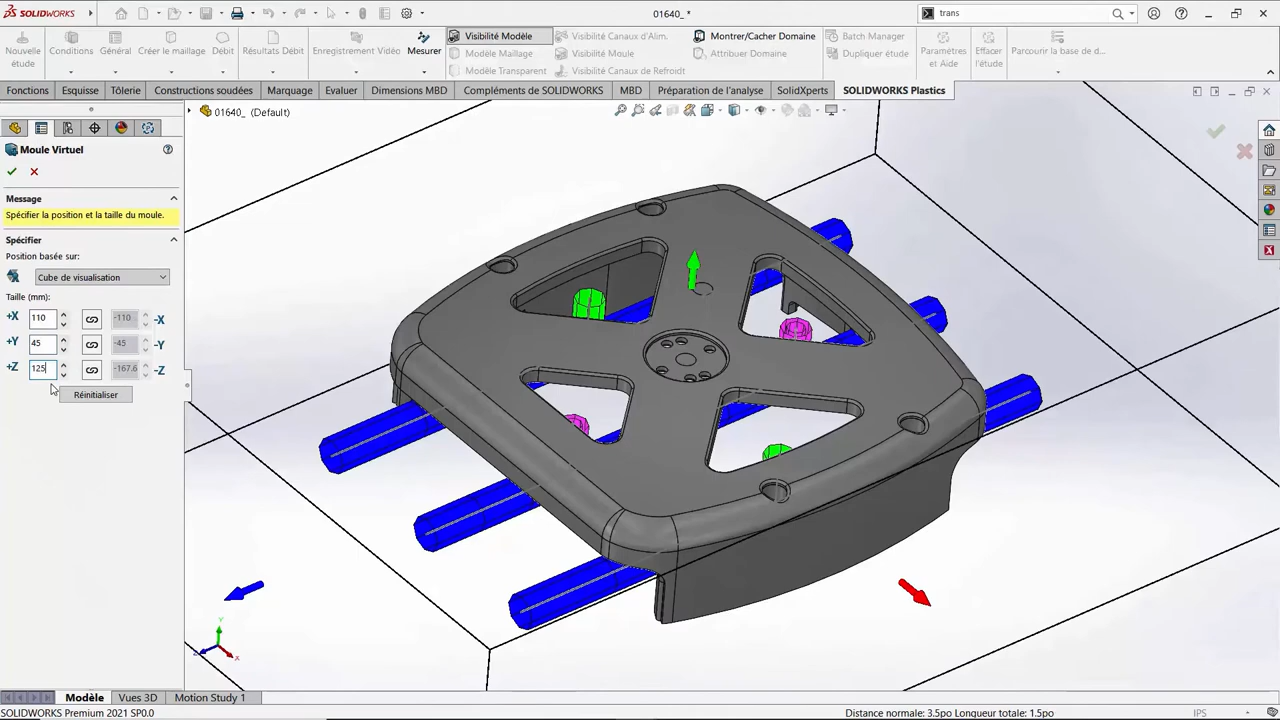 SOLIDWORKS
01640_ *
trans
Nouvelle étude
Conditions
Général
Créer le maillage
Débit
Résultats Débit
Enregistrement Vidéo
Mesurer
Visibilité Modèle
Modèle Maillage
Modèle Transparent
Visibilité Canaux d'Alim.
Visibilité Moule
Visibilité Canaux de Refroidt
Montrer/Cacher Domaine
Attribuer Domaine
Batch Manager
Dupliquer étude
Paramètres et Aide
Effacer l'étude
Parcourir la base de d...
Fonctions
Esquisse
Tôlerie
Constructions soudées
Marquage
Evaluer
Dimensions MBD
Compléments de SOLIDWORKS
MBD
Préparation de l'analyse
SolidXperts
SOLIDWORKS Plastics
01640_ (Default)
Moule Virtuel
Message
Spécifier la position et la taille du moule.
Spécifier
Position basée sur:
Cube de visualisation
Taille (mm):
+X 110 -110 -X
+Y 45 -45 -Y
+Z 125 -167.6 -Z
Réinitialiser
Y
X
Z
Modèle
Vues 3D
Motion Study 1
SOLIDWORKS Premium 2021 SP0.0
Distance normale: 3.5po Longueur totale: 1.5po
IPS